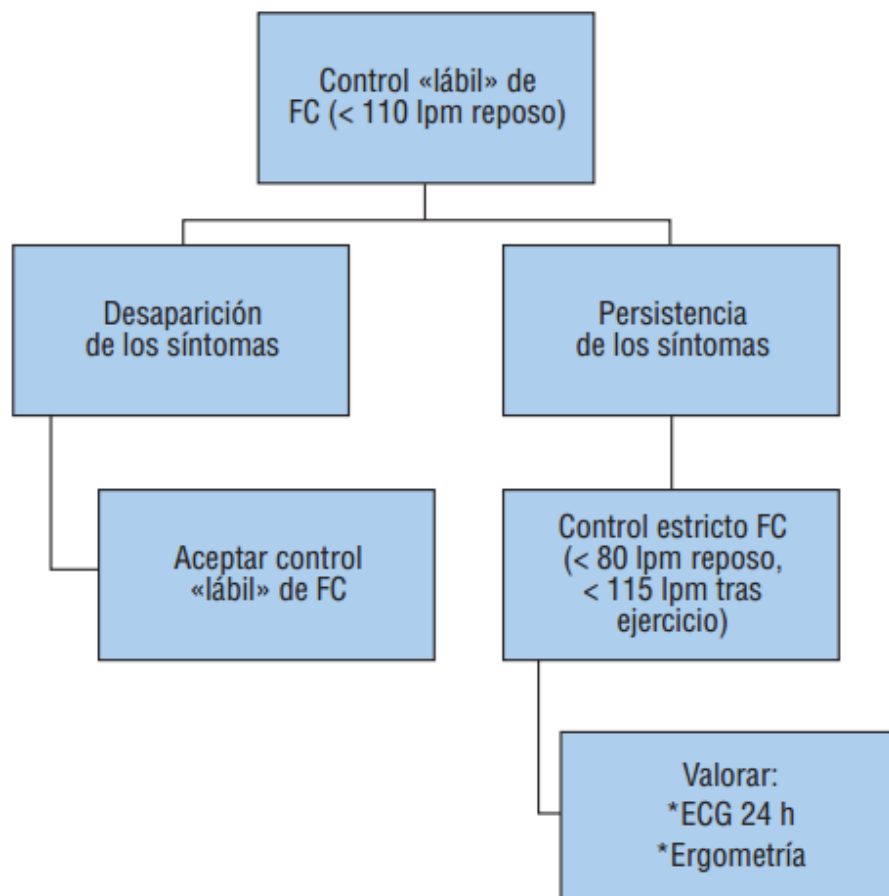 Control «lábil» de
FC (< 110 lpm reposo)
Desaparición
de los síntomas
Persistencia
de los síntomas
Aceptar control
«lábil» de FC
Control estricto FC
(< 80 lpm reposo,
< 115 lpm tras
ejercicio)
Valorar:
*ECG 24 h
*Ergometría